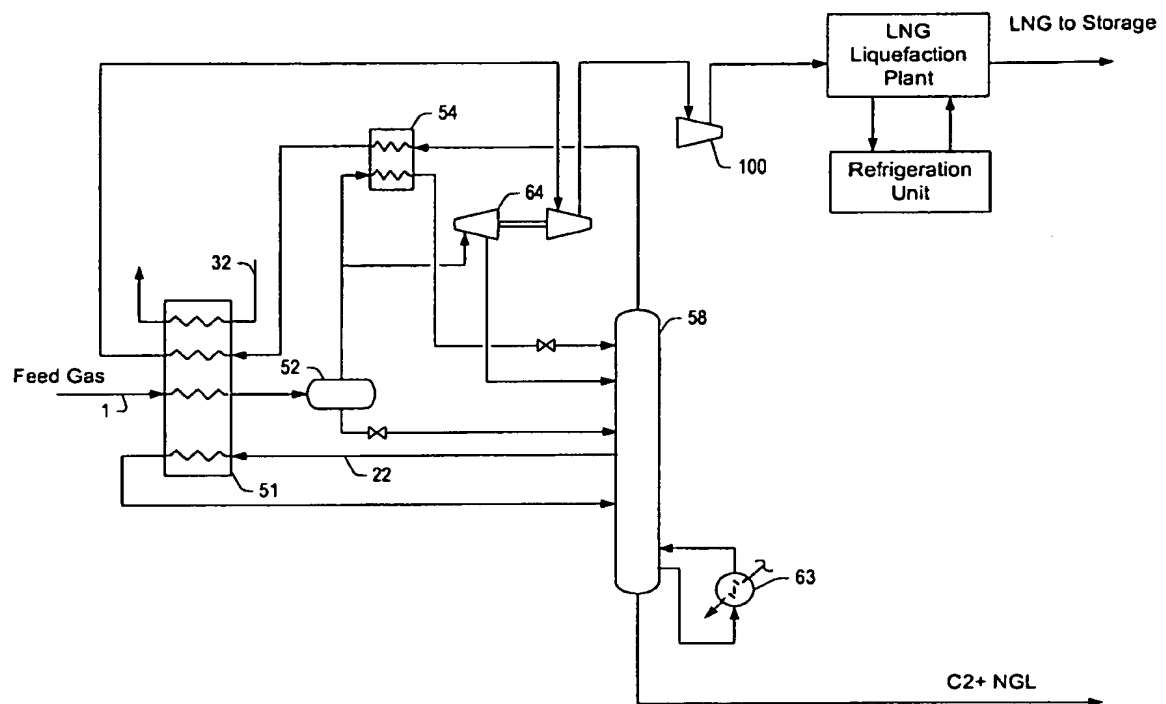 LNG to Storage
LNG
Liquefaction
Plant
54
100
Refrigeration
Unit
64
32
58
52
Feed Gas
1
22
51
63
C2+ NGL